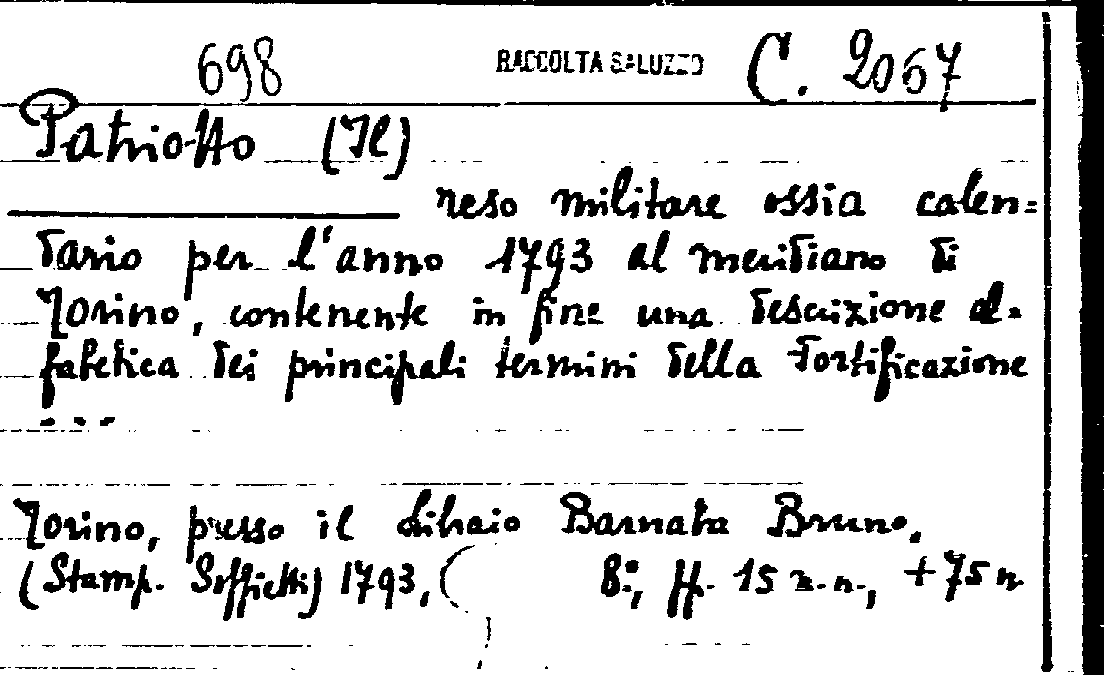 698 RACCOLTA SALUZZO C. 2067
Patriotto (Il)
reso militare ossia calen=
dario per l'anno 1793 al meridiano di
Torino, contenente in fine una descrizione al-
fabetica dei principali termini della Fortificazione
...
Torino, presso il Libraio Barnaba Bruno.
(Stamp. Soffietti) 1793, ( 8°, ff. 15 n.n., +75 n